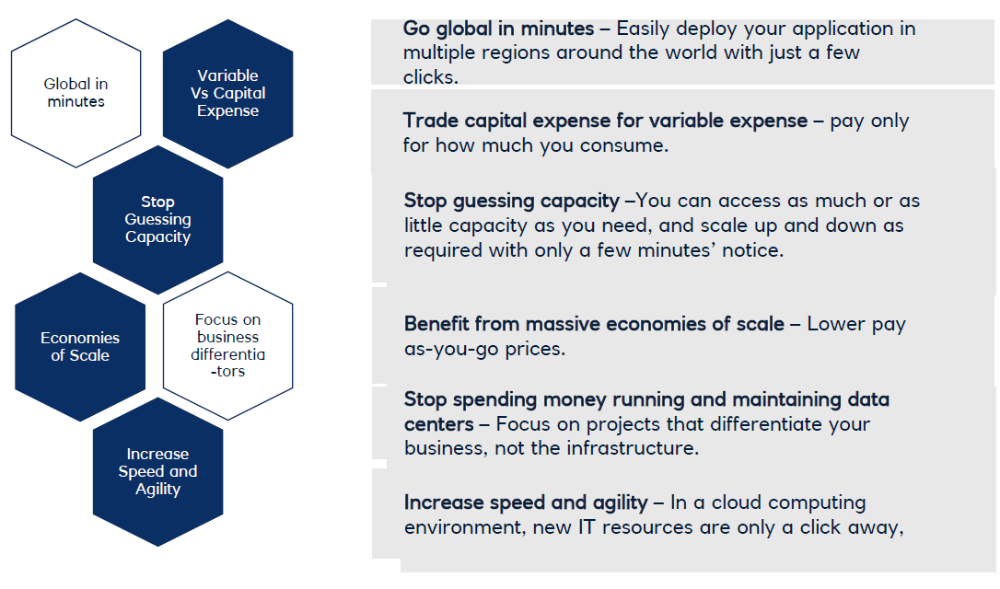 Global in
minutes
Variable
Vs Capital
Expense
Stop
Guessing
Capacity
Economies
of Scale
Focus on
business
differentia
-tors
Increase
Speed and
Agility
Go global in minutes – Easily deploy your application in
multiple regions around the world with just a few
clicks.
Trade capital expense for variable expense – pay only
for how much you consume.
Stop guessing capacity –You can access as much or as
little capacity as you need, and scale up and down as
required with only a few minutes’ notice.
Benefit from massive economies of scale – Lower pay
as-you-go prices.
Stop spending money running and maintaining data
centers – Focus on projects that differentiate your
business, not the infrastructure.
Increase speed and agility – In a cloud computing
environment, new IT resources are only a click away,